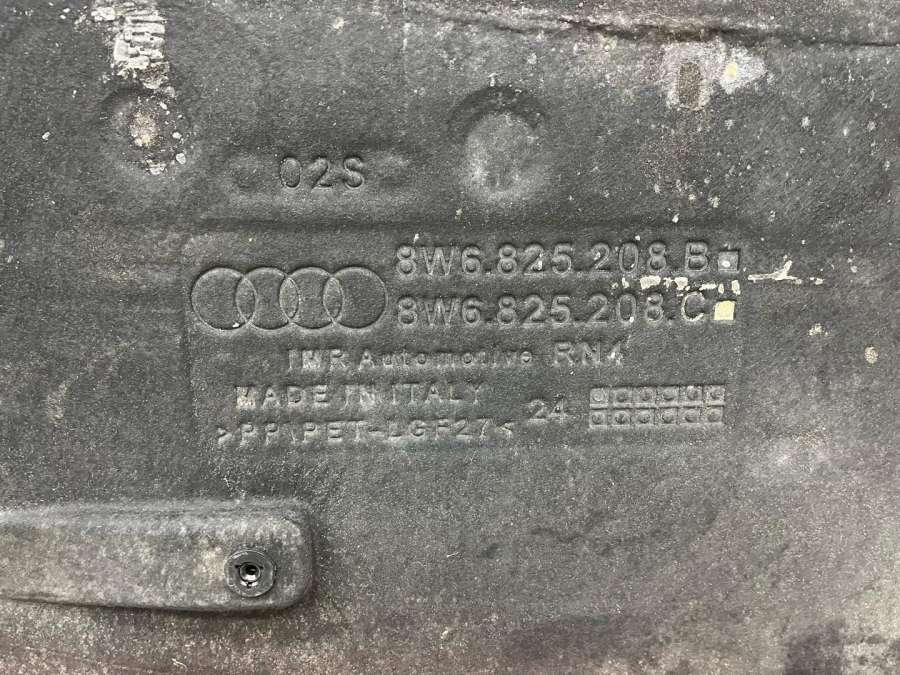 02S
8W6.825.208.B
8W6.825.208.C
IMR Automotive RN4
MADE IN ITALY
24
>PP\PET-LGF27<